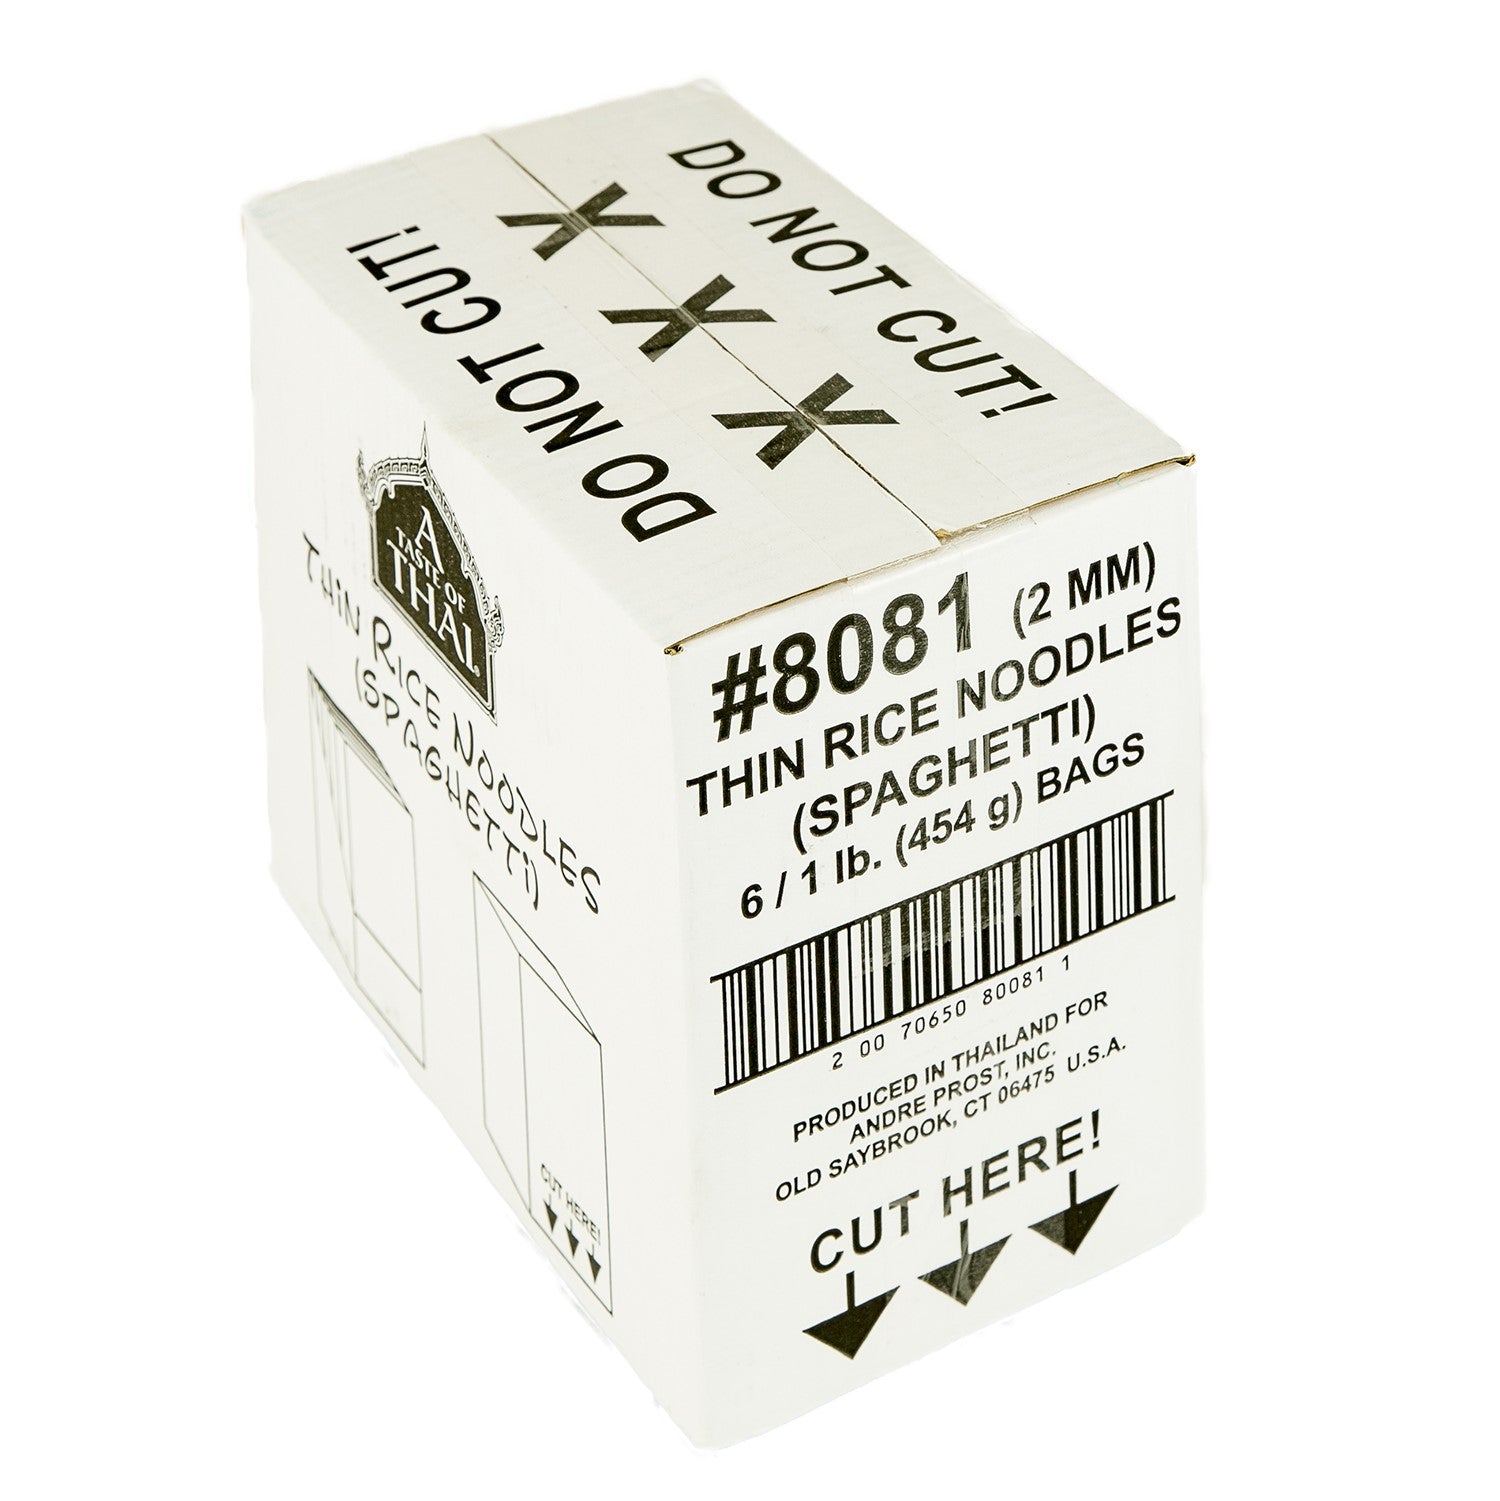 DO NOT CUT!
X X X
DO NOT CUT!
A
TASTE OF
THAI
THiN RiCE NOODLES
(SPAGHETTi)
CUT HERE!
#8081 (2 MM)
THIN RICE NOODLES
(SPAGHETTI)
6 / 1 lb. (454 g) BAGS
2 00 70650 80081 1
PRODUCED IN THAILAND FOR
ANDRE PROST, INC.
OLD SAYBROOK, CT 06475 U.S.A.
CUT HERE!